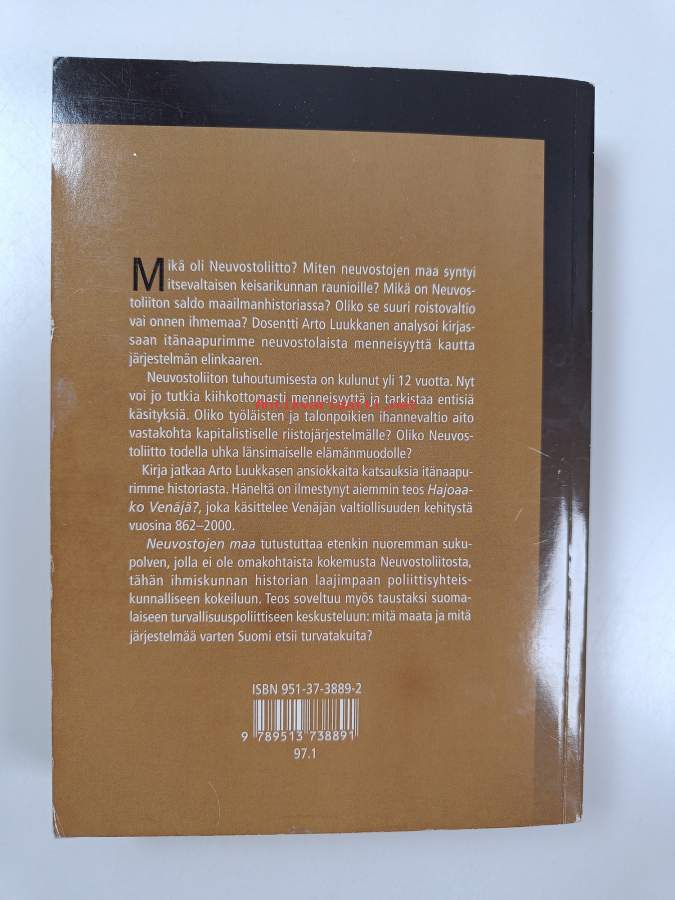 Mikä oli Neuvostoliitto? Miten neuvostojen maa syntyi
itsevaltaisen keisarikunnan raunioille? Mikä on Neuvos-
toliiton saldo maailmanhistoriassa? Oliko se suuri roistovaltio
vai onnen ihmemaa? Dosentti Arto Luukkanen analysoi kirjas-
saan itänaapurimme neuvostolaista menneisyyttä kautta
järjestelmän elinkaaren.
Neuvostoliiton tuhoutumisesta on kulunut yli 12 vuotta. Nyt
voi jo tutkia kiihkottomasti menneisyyttä ja tarkistaa entisiä
käsityksiä. Oliko työläisten ja talonpoikien ihannevaltio aito
vastakohta kapitalistiselle riistojärjestelmälle? Oliko Neuvos-
toliitto todella uhka länsimaiselle elämänmuodolle?
Kirja jatkaa Arto Luukkasen ansiokkaita katsauksia itänaapu-
rimme historiasta. Häneltä on ilmestynyt aiemmin teos Hajoaa-
ko Venäjä?, joka käsittelee Venäjän valtiollisuuden kehitystä
vuosina 862–2000.
Neuvostojen maa tutustuttaa etenkin nuoremman suku-
polven, jolla ei ole omakohtaista kokemusta Neuvostoliitosta,
tähän ihmiskunnan historian laajimpaan poliittisyhteis-
kunnalliseen kokeiluun. Teos soveltuu myös taustaksi suoma-
laiseen turvallisuuspoliittiseen keskusteluun: mitä maata ja mitä
järjestelmää varten Suomi etsii turvatakuita?
ISBN 951-37-3889-2
9 789513 738891
97.1